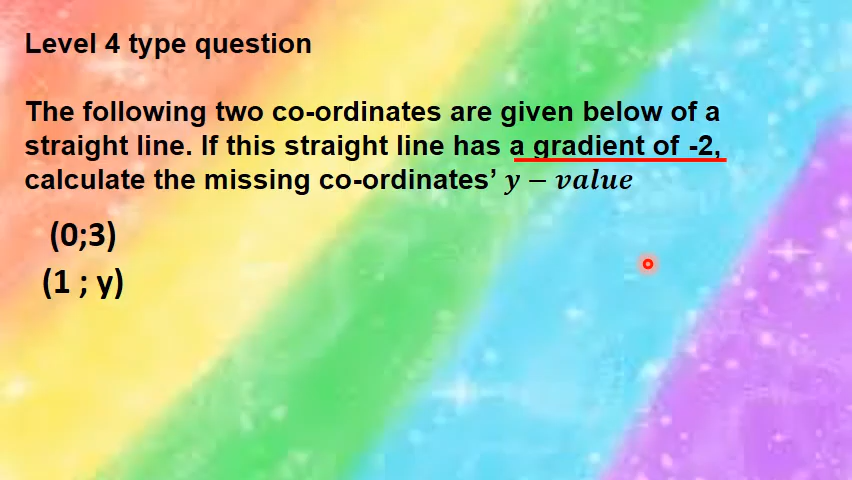 Level 4 type question
The following two co-ordinates are given below of a
straight line. If this straight line has a gradient of -2,
calculate the missing co-ordinates’ y − value
(0;3)
(1 ; y)